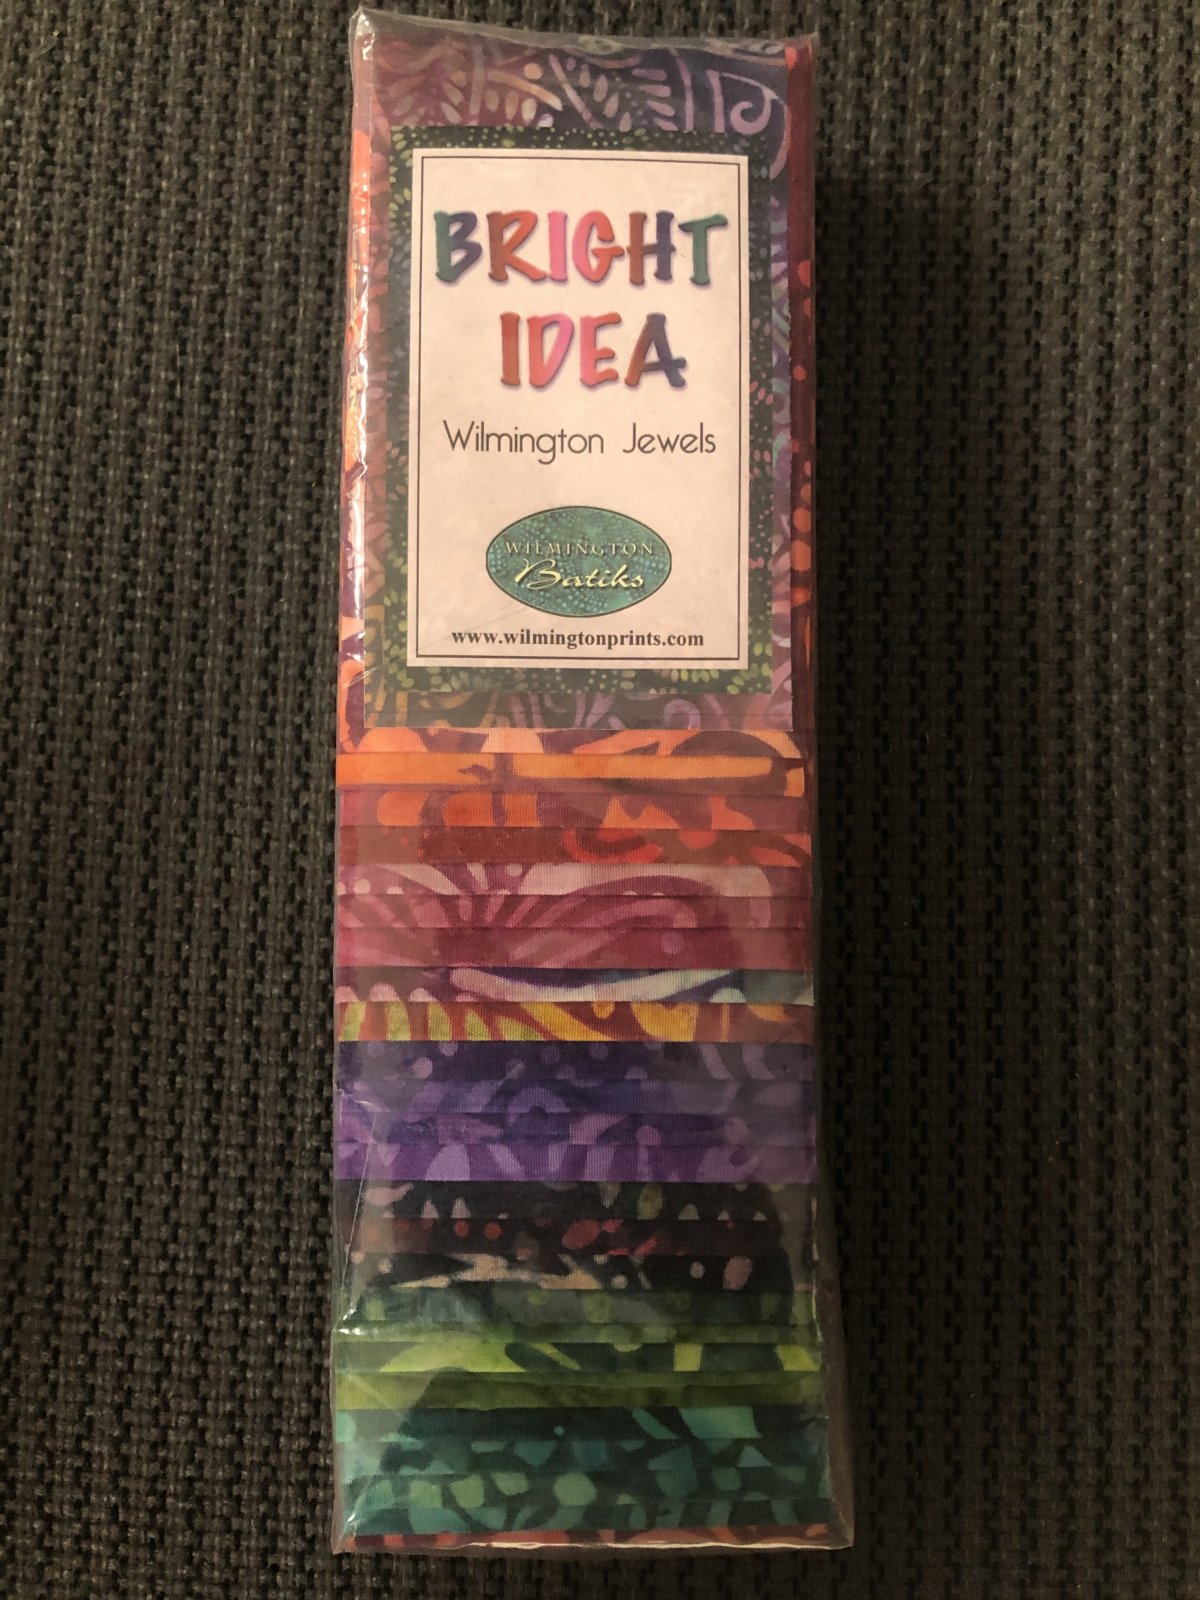 BRIGHT
IDEA
Wilmington Jewels
WILMINGTON
Batiks
www.wilmingtonprints.com